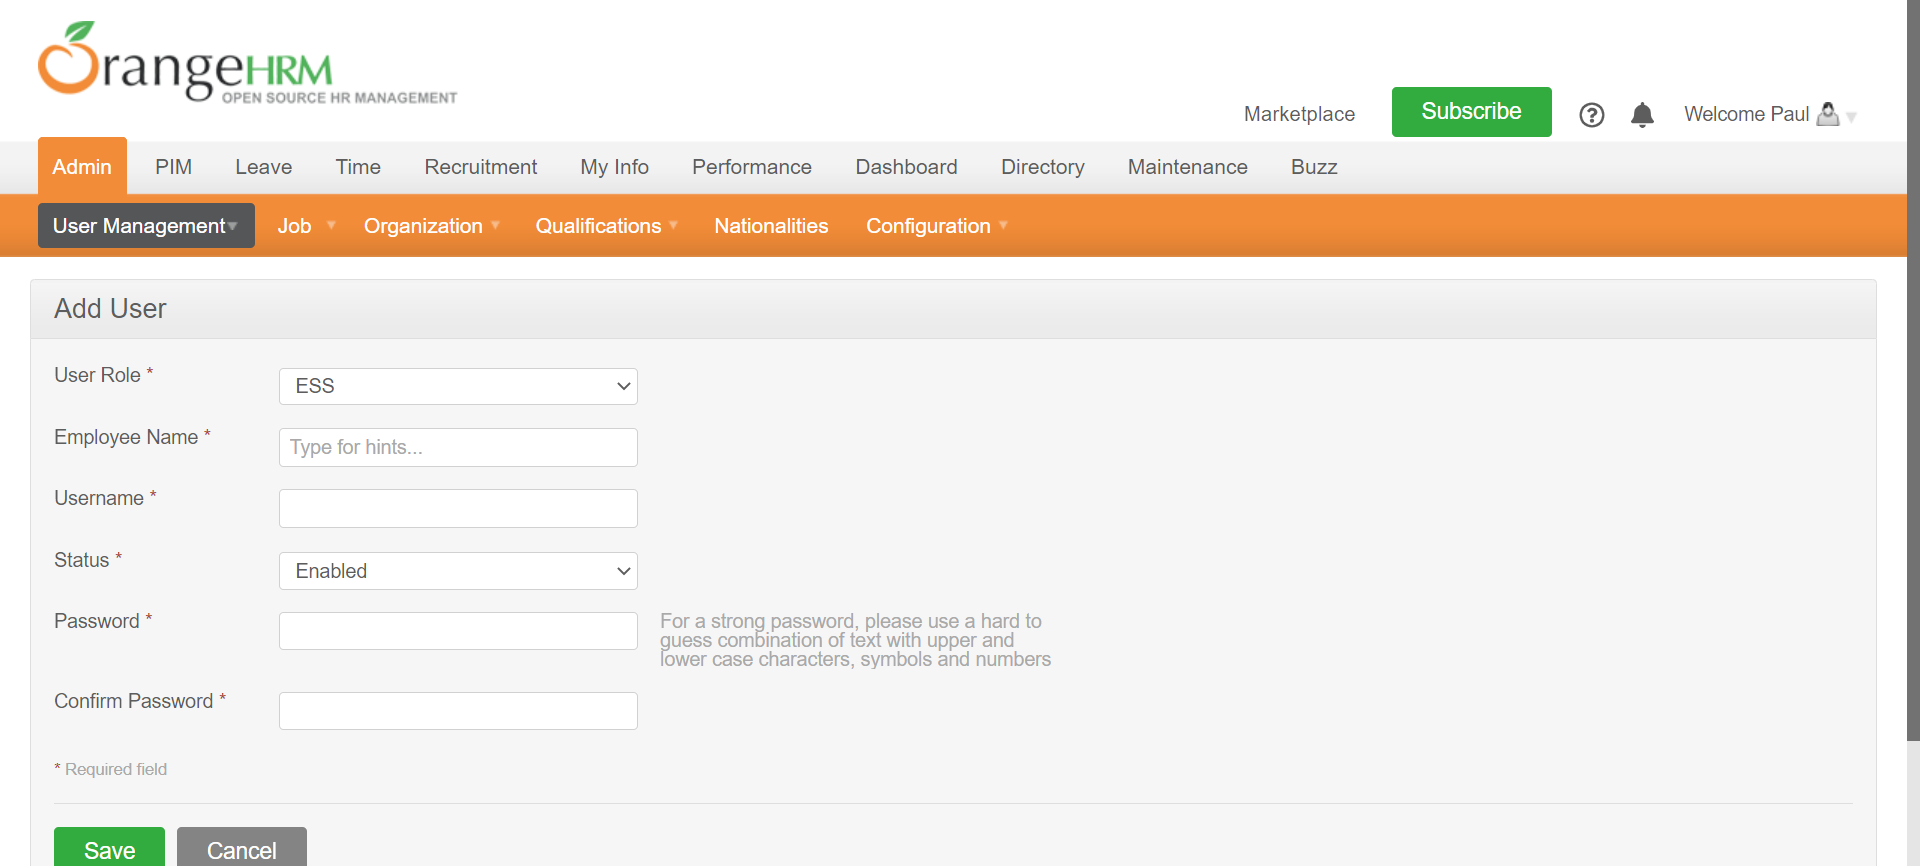 OrangeHRM
OPEN SOURCE HR MANAGEMENT
Marketplace Subscribe ? Welcome Paul
Admin PIM Leave Time Recruitment My Info Performance Dashboard Directory Maintenance Buzz
User Management Job Organization Qualifications Nationalities Configuration
Add User
User Role * ESS
Employee Name * Type for hints...
Username *
Status * Enabled
Password * For a strong password, please use a hard to
guess combination of text with upper and
lower case characters, symbols and numbers
Confirm Password *
* Required field
Save Cancel